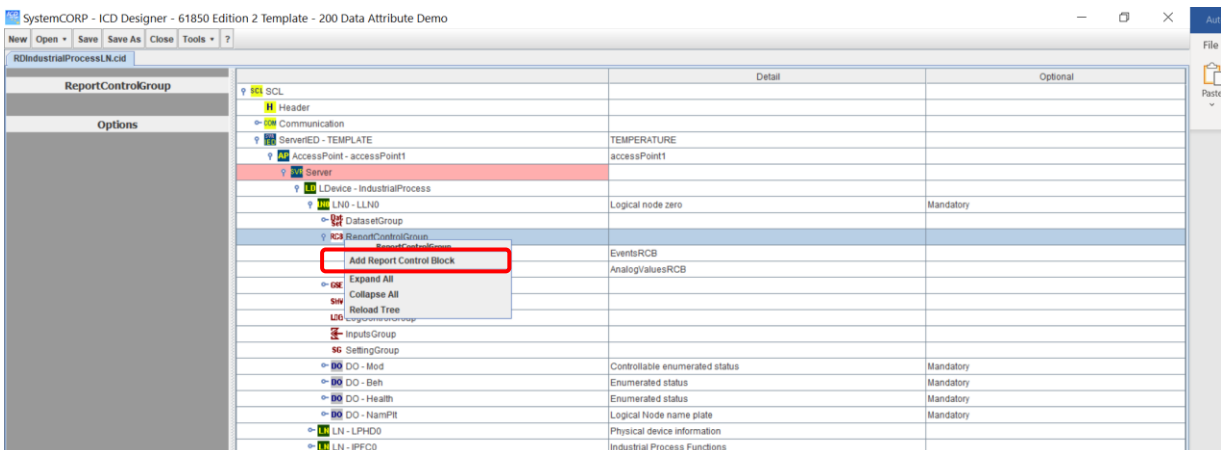 SystemCORP - ICD Designer - 61850 Edition 2 Template - 200 Data Attribute Demo
Aut
New Open Save Save As Close Tools ?
File
RDIndustrialProcessLN.cid
Paste
ReportControlGroup
Options
Detail Optional
SCL SCL
H Header
COM Communication
IED ServerIED - TEMPLATE TEMPERATURE
AP AccessPoint - accessPoint1 accessPoint1
SVR Server
LD LDevice - IndustrialProcess
LN0 LN0 - LLN0 Logical node zero Mandatory
Dat Set DatasetGroup
RCB ReportControlGroup
ReportControlGroup
Add Report Control Block EventsRCB
AnalogValuesRCB
Expand All
GSE
Collapse All
Reload Tree
LogControlGroup
InputsGroup
SG SettingGroup
DO DO - Mod Controllable enumerated status Mandatory
DO DO - Beh Enumerated status Mandatory
DO DO - Health Enumerated status Mandatory
DO DO - NamPlt Logical Node name plate Mandatory
LN LN - LPHD0 Physical device information
LN LN - IPFC0 Industrial Process Functions